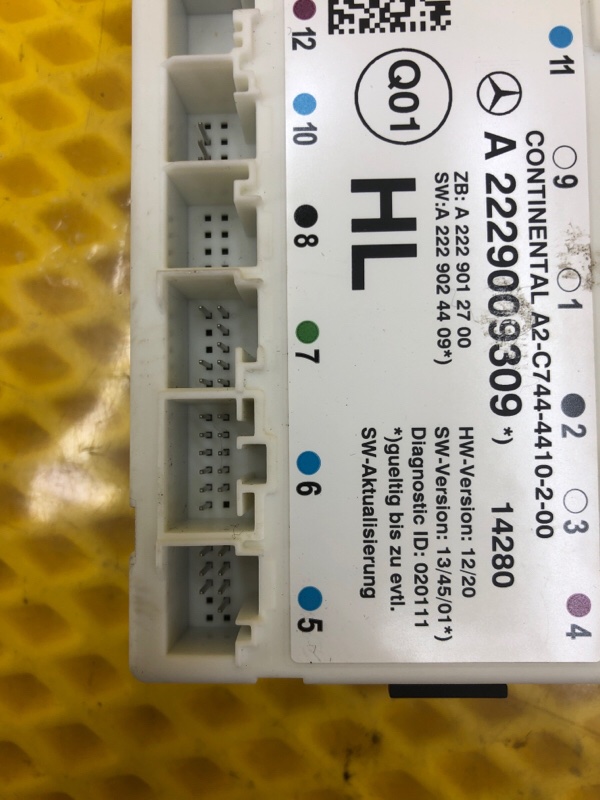 CONTINENTAL A2-C744-4410-2-00
A 2229009309 *) 14280
ZB: A 222 901 27 00
SW:A 222 902 44 09*)
HW-Version: 12/20
SW-Version: 13/45/01*)
Diagnostic ID: 020111
*)gueltig bis zu evtl.
SW-Aktualisierung
Q01
HL
11
9
1
2
3
4
12
10
8
7
6
5